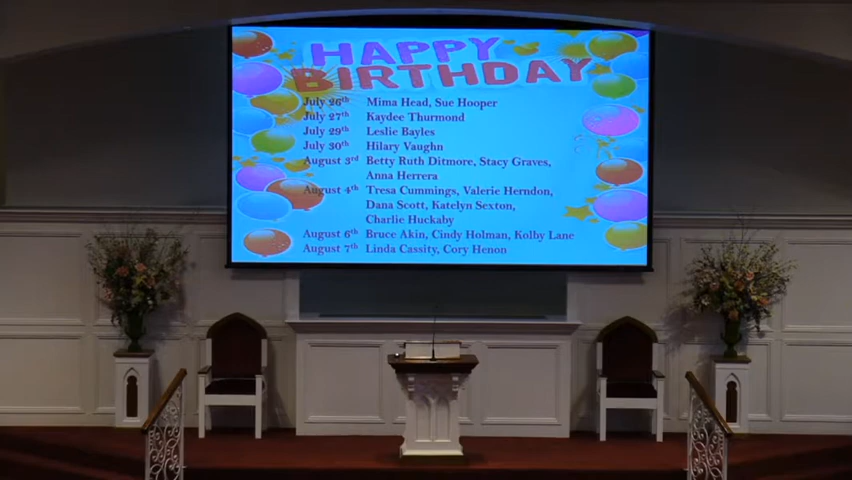 HAPPY
BIRTHDAY
July 26th Mima Head, Sue Hooper
July 27th Kaydee Thurmond
July 29th Leslie Bayles
July 30th Hilary Vaughn
August 3rd Betty Ruth Ditmore, Stacy Graves,
Anna Herrera
August 4th Tresa Cummings, Valerie Herndon,
Dana Scott, Katelyn Sexton,
Charlie Huckaby
August 6th Bruce Akin, Cindy Holman, Kolby Lane
August 7th Linda Cassity, Cory Henon